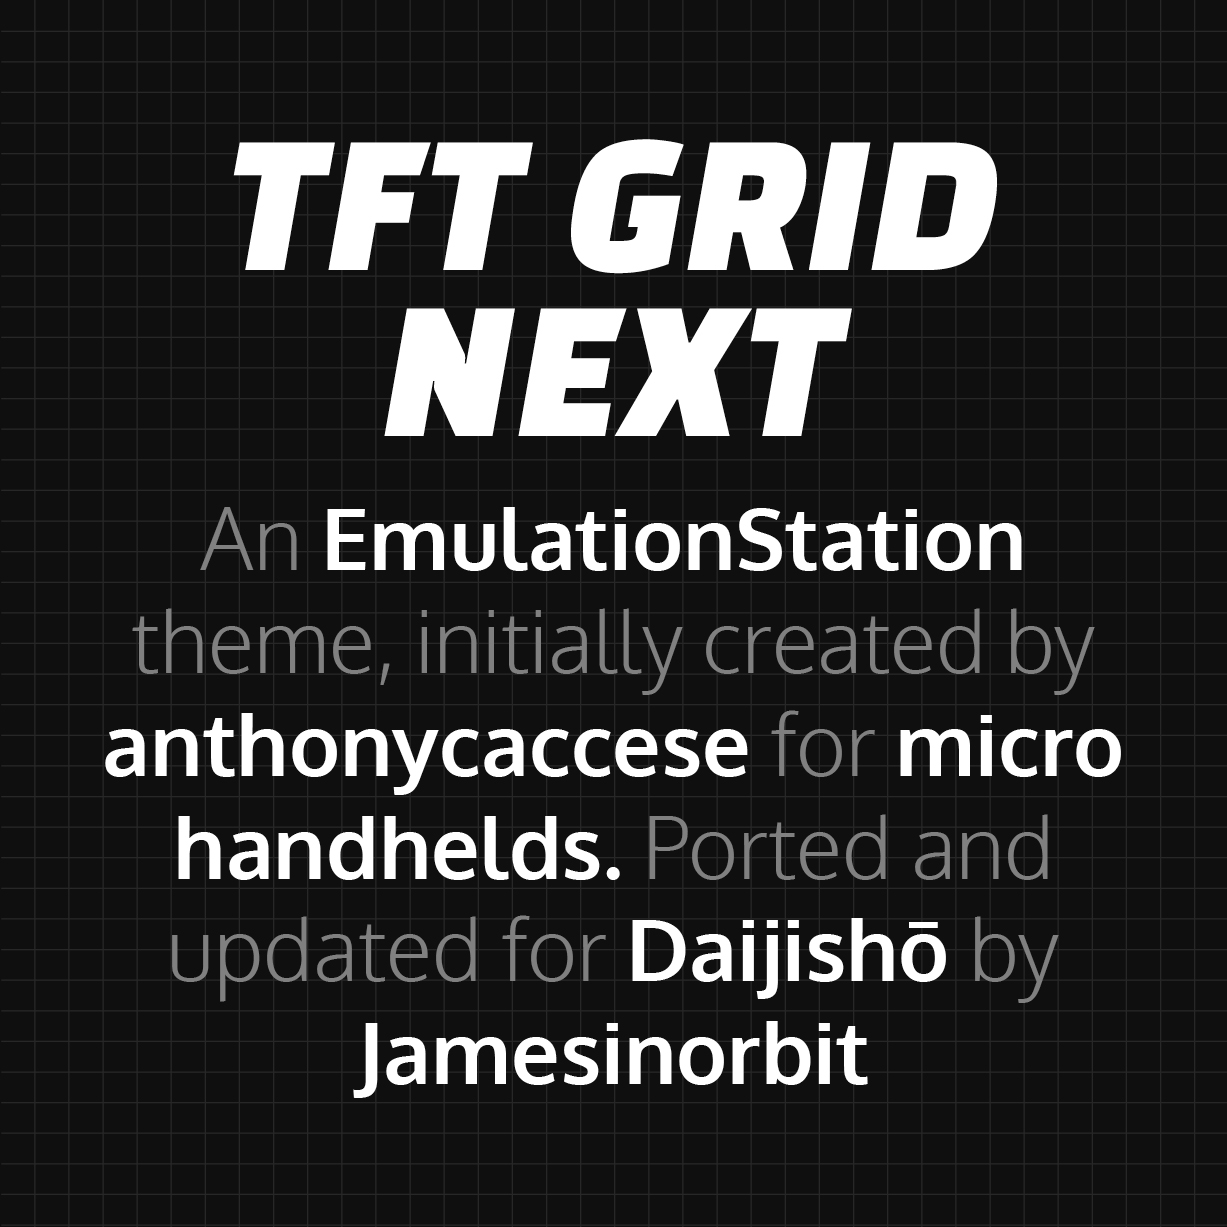 TFT GRID
NEXT
An EmulationStation
theme, initially created by
anthonycaccese for micro
handhelds. Ported and
updated for Daijishō by
Jamesinorbit